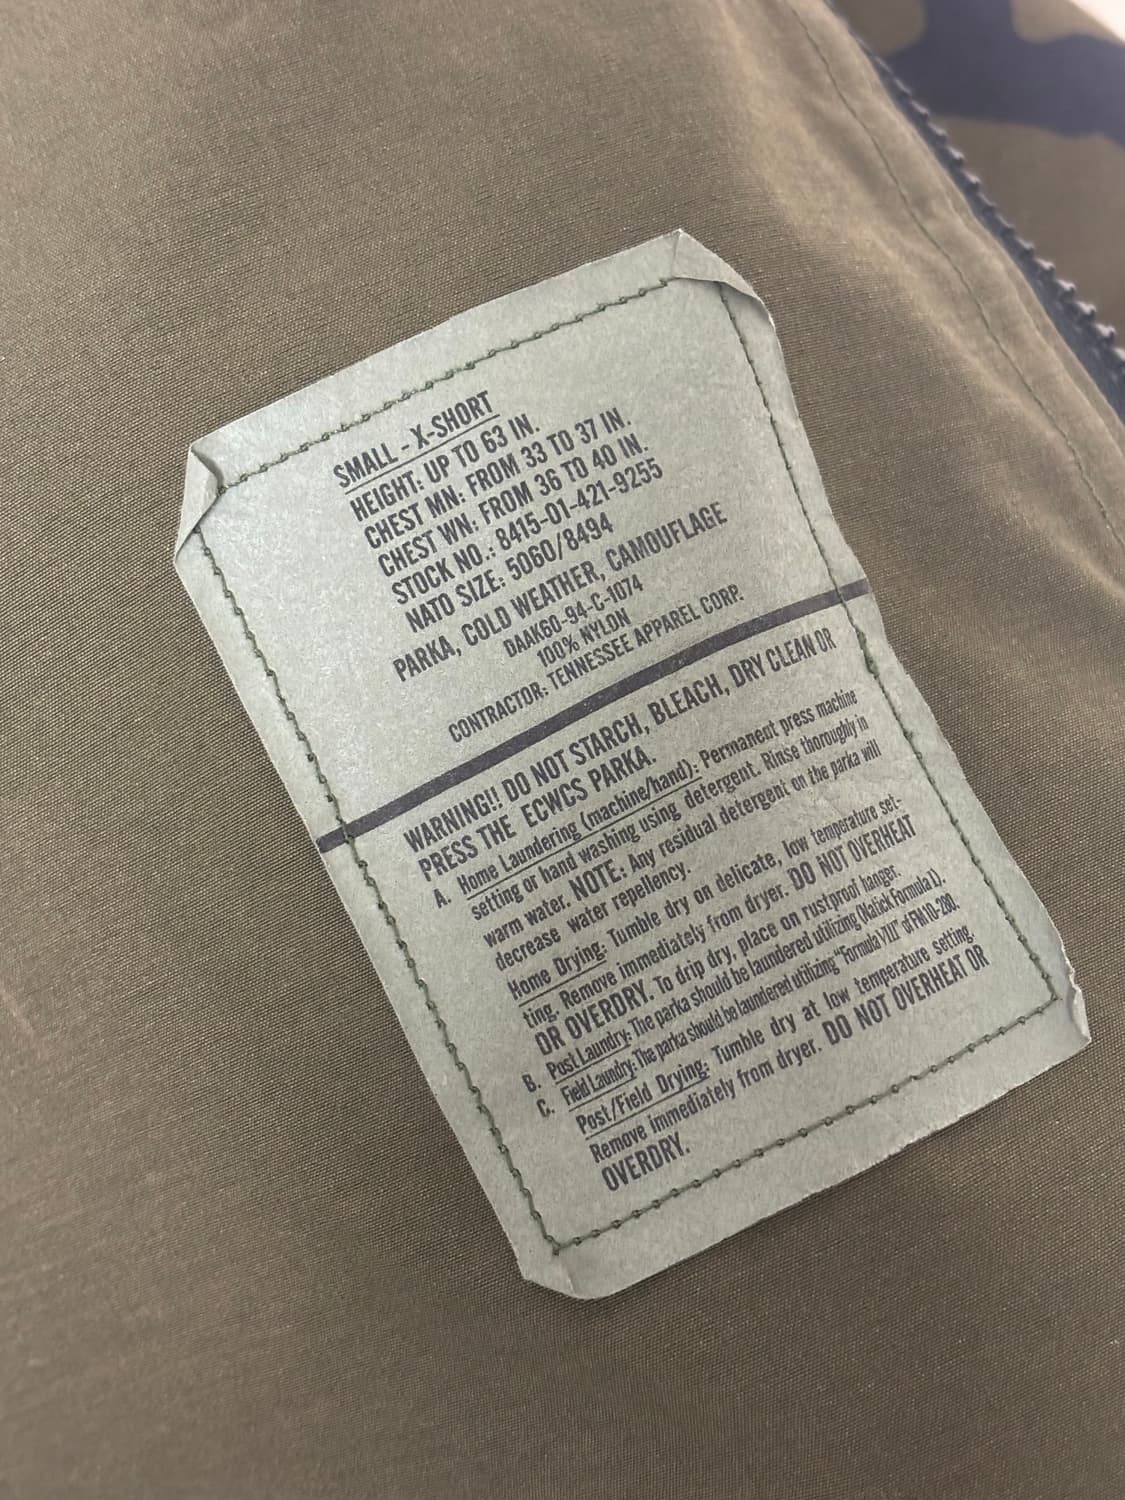 SMALL - X-SHORT
HEIGHT: UP TO 63 IN.
CHEST MN: FROM 33 TO 37 IN.
CHEST WN: FROM 36 TO 40 IN.
STOCK NO.: 8415-01-421-9255
NATO SIZE: 5060/8494
PARKA, COLD WEATHER, CAMOUFLAGE
DAAK60-94-C-1074
100% NYLON
CONTRACTOR: TENNESSEE APPAREL CORP.
WARNING!! DO NOT STARCH, BLEACH, DRY CLEAN OR
PRESS THE ECWCS PARKA.
A. Home Laundering (machine/hand): Permanent press machine
setting or hand washing using detergent. Rinse thoroughly in
warm water. NOTE: Any residual detergent on the parka will
decrease water repellency.
Home Drying: Tumble dry on delicate, low temperature set-
ting. Remove immediately from dryer. DO NOT OVERHEAT
OR OVERDRY. To drip dry, place on rustproof hanger.
B. Post Laundry: The parka should be laundered utilizing (Natick Formula 1).
C. Field Laundry: The parka should be laundered utilizing "Formula VIII" of FM 10-280.
Post/Field Drying: Tumble dry at low temperature setting.
Remove immediately from dryer. DO NOT OVERHEAT OR
OVERDRY.